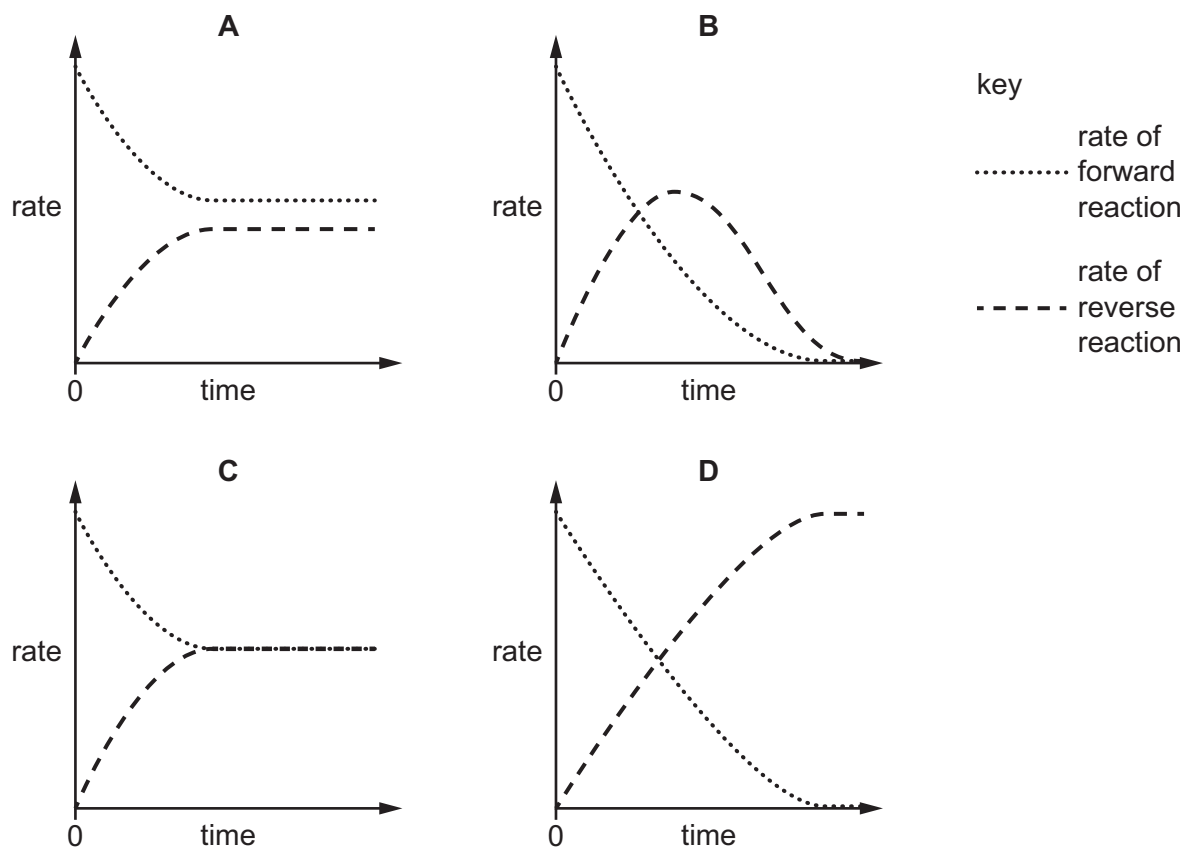 A
rate
0
time
B
rate
0
time
key
rate of
forward
reaction
rate of
reverse
reaction
C
rate
0
time
D
rate
0
time